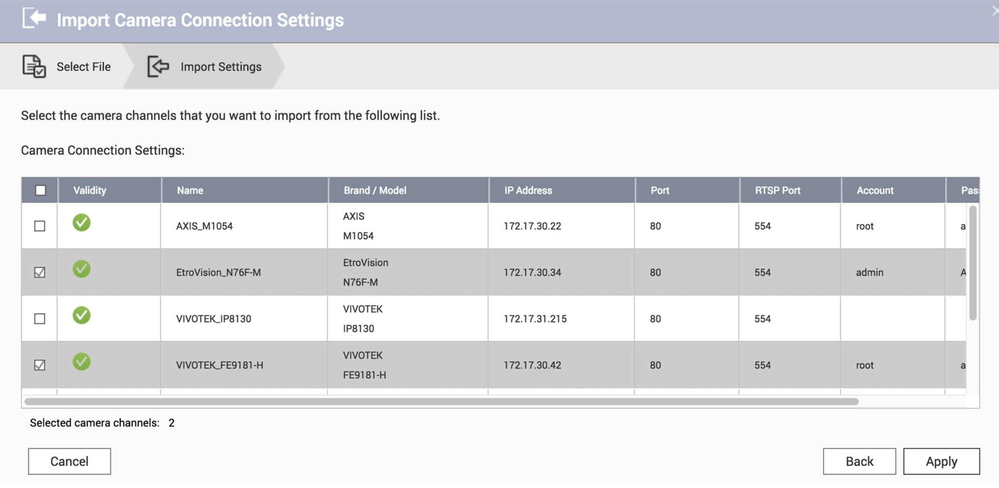 Import Camera Connection Settings
Select File
Import Settings
Select the camera channels that you want to import from the following list.
Camera Connection Settings:
Validity Name Brand / Model IP Address Port RTSP Port Account Pas
AXIS_M1054 AXIS M1054 172.17.30.22 80 554 root a
EtroVision_N76F-M EtroVision N76F-M 172.17.30.34 80 554 admin A
VIVOTEK_IP8130 VIVOTEK IP8130 172.17.31.215 80 554
VIVOTEK_FE9181-H VIVOTEK FE9181-H 172.17.30.42 80 554 root a
Selected camera channels: 2
Cancel Back Apply